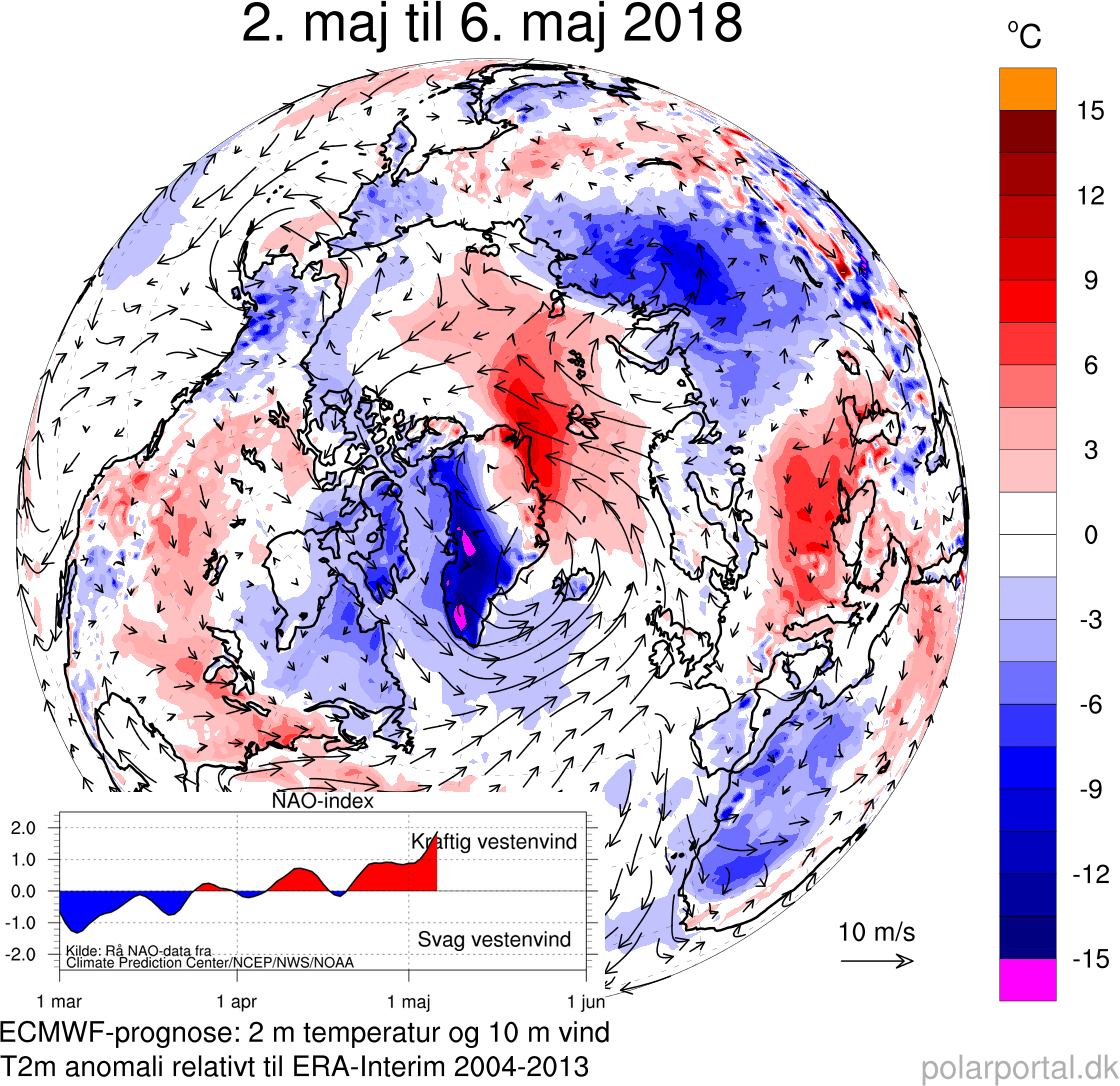 2. maj til 6. maj 2018
°C
15
12
9
6
3
0
-3
-6
-9
-12
-15
10 m/s
NAO-index
2.0
1.0
0.0
-1.0
-2.0
Kraftig vestenvind
Svag vestenvind
Kilde: Rå NAO-data fra
Climate Prediction Center/NCEP/NWS/NOAA
1 mar 1 apr 1 maj 1 jun
ECMWF-prognose: 2 m temperatur og 10 m vind
T2m anomali relativt til ERA-Interim 2004-2013
polarportal.dk